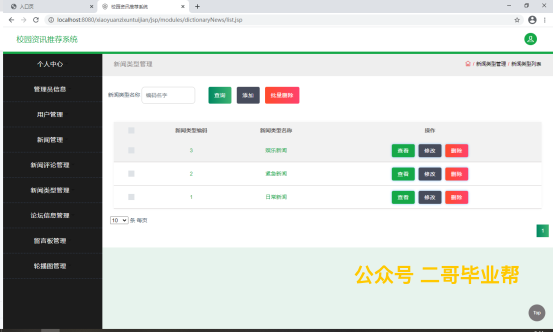 入口页
校园资讯推荐系统
localhost:8080/xiaoyuanzixuntuijian/jsp/modules/dictionaryNews/list.jsp
校园资讯推荐系统
个人中心
管理员信息
用户管理
新闻管理
新闻评论管理
新闻类型管理
论坛信息管理
留言板管理
轮播图管理
新闻类型管理
/ 新闻类型管理 / 新闻类型列表
新闻类型名称
查询
添加
批量删除
新闻类型编码 新闻类型名称 操作
3 娱乐新闻 查看 修改 删除
2 紧急新闻 查看 修改 删除
1 日常新闻 查看 修改 删除
10 条 每页
1
公众号 二哥毕业帮
Top